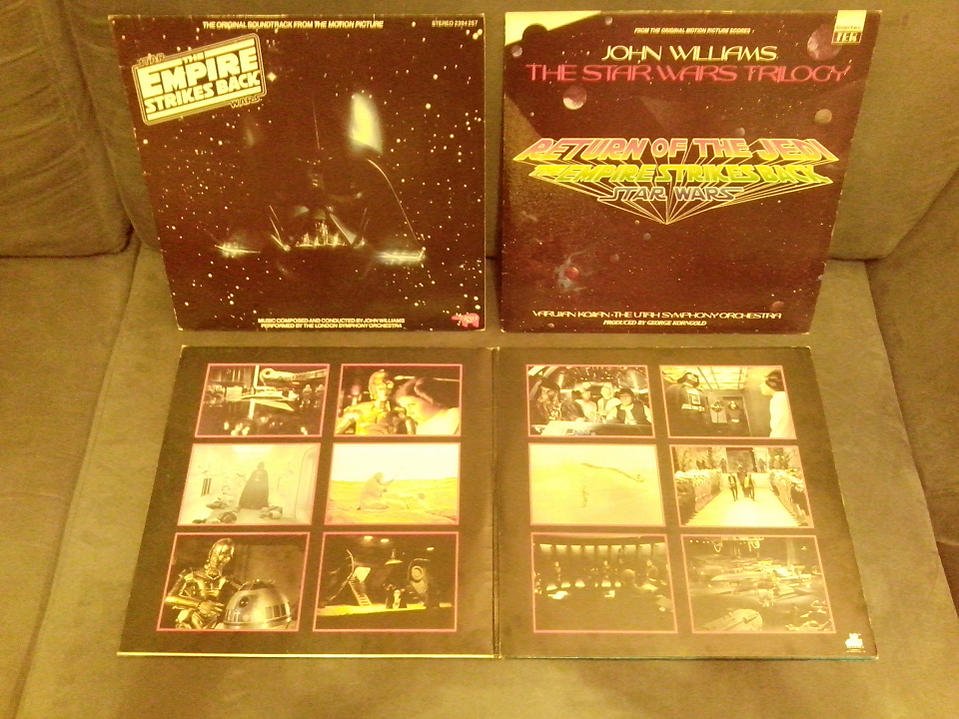 THE ORIGINAL SOUNDTRACK FROM THE MOTION PICTURE
STEREO 2394 257
STAR
THE
EMPIRE
STRIKES BACK
WARS
MUSIC COMPOSED AND CONDUCTED BY JOHN WILLIAMS
PERFORMED BY THE LONDON SYMPHONY ORCHESTRA
FROM THE ORIGINAL MOTION PICTURE SCORES
TER
JOHN WILLIAMS
THE STAR WARS TRILOGY
RETURN OF THE JEDI
THE EMPIRE STRIKES BACK
STAR WARS
VARUJAN KOJIAN • THE UTAH SYMPHONY ORCHESTRA
PRODUCED BY GEORGE KORNGOLD